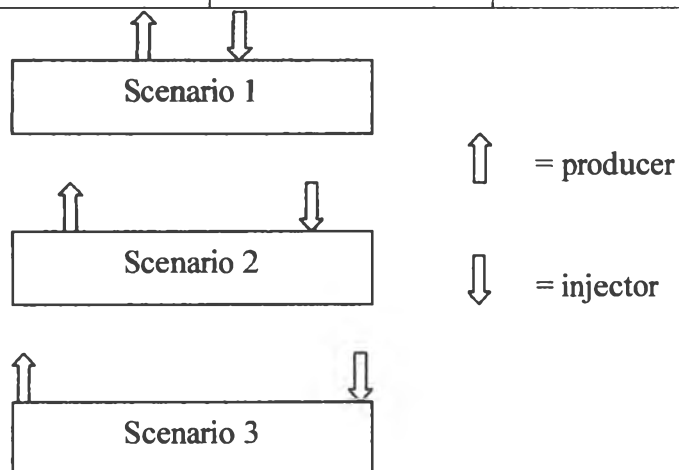 Scenario 1
= producer
Scenario 2
= injector
Scenario 3